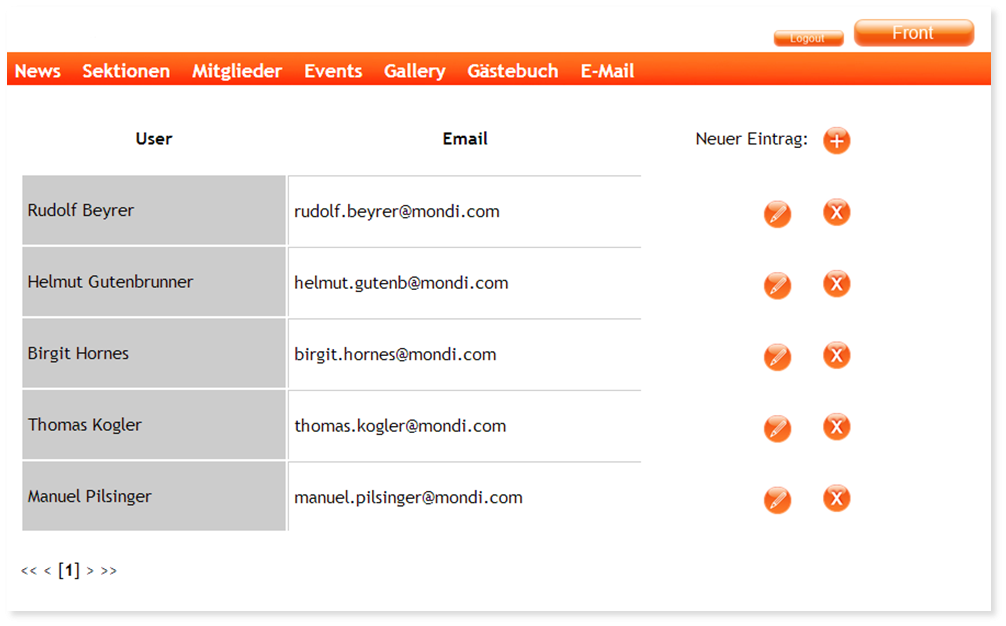 Logout Front
News Sektionen Mitglieder Events Gallery Gästebuch E-Mail
User Email Neuer Eintrag:
Rudolf Beyrer rudolf.beyrer@mondi.com
Helmut Gutenbrunner helmut.gutenb@mondi.com
Birgit Hornes birgit.hornes@mondi.com
Thomas Kogler thomas.kogler@mondi.com
Manuel Pilsinger manuel.pilsinger@mondi.com
<< < [1] > >>